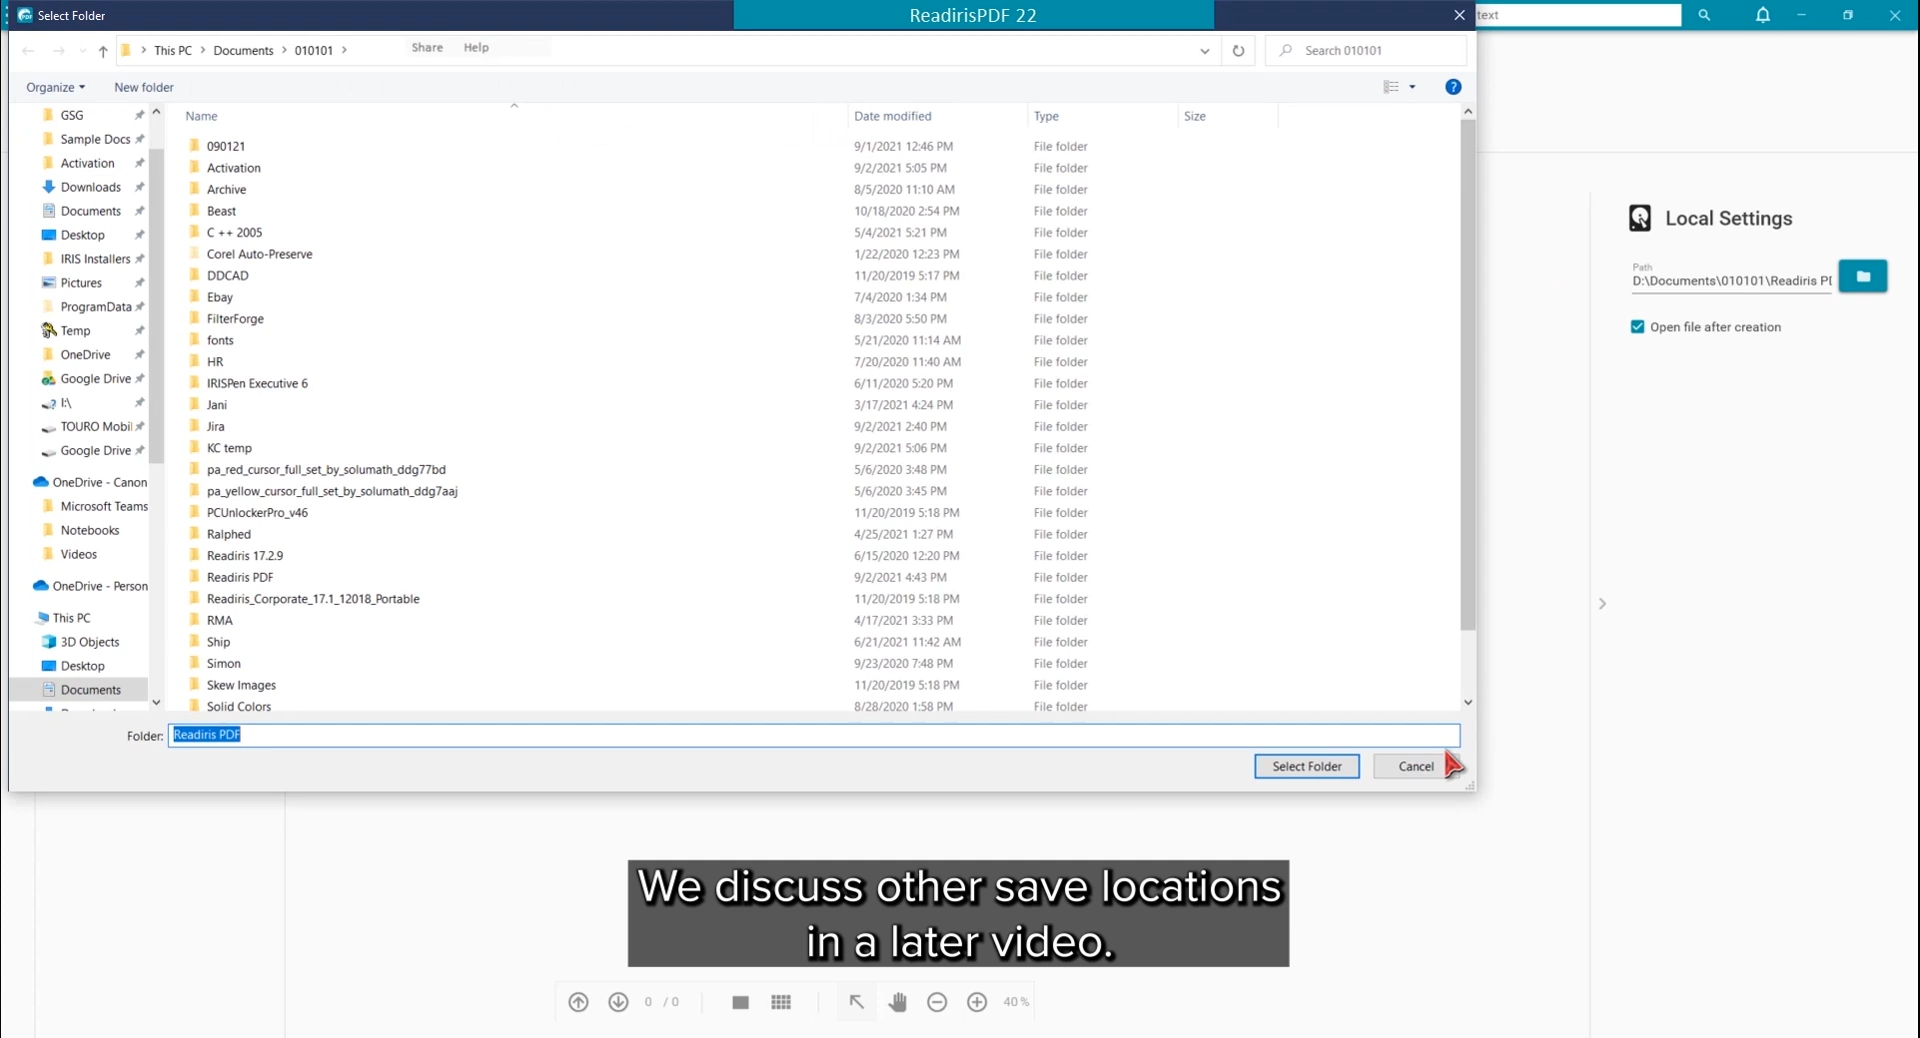 Select Folder
ReadirisPDF 22
text
This PC > Documents > 010101 >
Share Help
Search 010101
Organize New folder
?
Name Date modified Type Size
GSG
Sample Docs
Activation
Downloads
Documents
Desktop
IRIS Installers
Pictures
ProgramData
Temp
OneDrive
Google Drive
I:\
TOURO Mobil
Google Drive
OneDrive - Canon
Microsoft Teams
Notebooks
Videos
OneDrive - Person
This PC
3D Objects
Desktop
Documents
090121 9/1/2021 12:46 PM File folder
Activation 9/2/2021 5:05 PM File folder
Archive 8/5/2020 11:10 AM File folder
Beast 10/18/2020 2:54 PM File folder
C ++ 2005 5/4/2021 5:21 PM File folder
Corel Auto-Preserve 1/22/2020 12:23 PM File folder
DDCAD 11/20/2019 5:17 PM File folder
Ebay 7/4/2020 1:34 PM File folder
FilterForge 8/3/2020 5:50 PM File folder
fonts 5/21/2020 11:14 AM File folder
HR 7/20/2020 11:40 AM File folder
IRISPen Executive 6 6/11/2020 5:20 PM File folder
Jani 3/17/2021 4:24 PM File folder
Jira 9/2/2021 2:40 PM File folder
KC temp 9/2/2021 5:06 PM File folder
pa_red_cursor_full_set_by_solumath_ddg77bd 5/6/2020 3:48 PM File folder
pa_yellow_cursor_full_set_by_solumath_ddg7aaj 5/6/2020 3:45 PM File folder
PCUnlockerPro_v46 11/20/2019 5:18 PM File folder
Ralphed 4/25/2021 1:27 PM File folder
Readiris 17.2.9 6/15/2020 12:20 PM File folder
Readiris PDF 9/2/2021 4:43 PM File folder
Readiris_Corporate_17.1_12018_Portable 11/20/2019 5:18 PM File folder
RMA 4/17/2021 3:33 PM File folder
Ship 6/21/2021 11:42 AM File folder
Simon 9/23/2020 7:48 PM File folder
Skew Images 11/20/2019 5:18 PM File folder
Solid Colors 8/28/2020 1:58 PM File folder
Folder: Readiris PDF
Select Folder Cancel
Local Settings
Path
D:\Documents\010101\Readiris PD
Open file after creation
We discuss other save locations
in a later video.
0 / 0 40 %